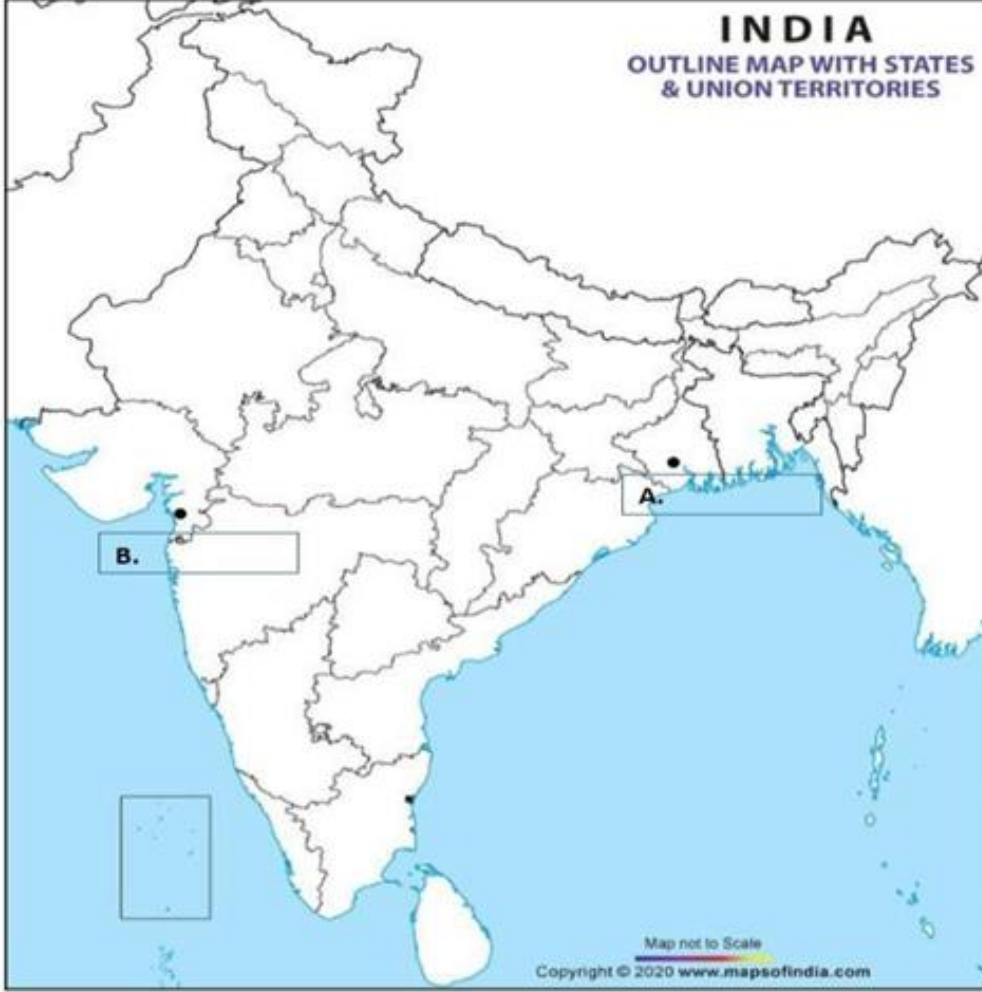 INDIA
OUTLINE MAP WITH STATES
& UNION TERRITORIES
A.
B.
Map not to Scale
Copyright © 2020 www.mapsofindia.com